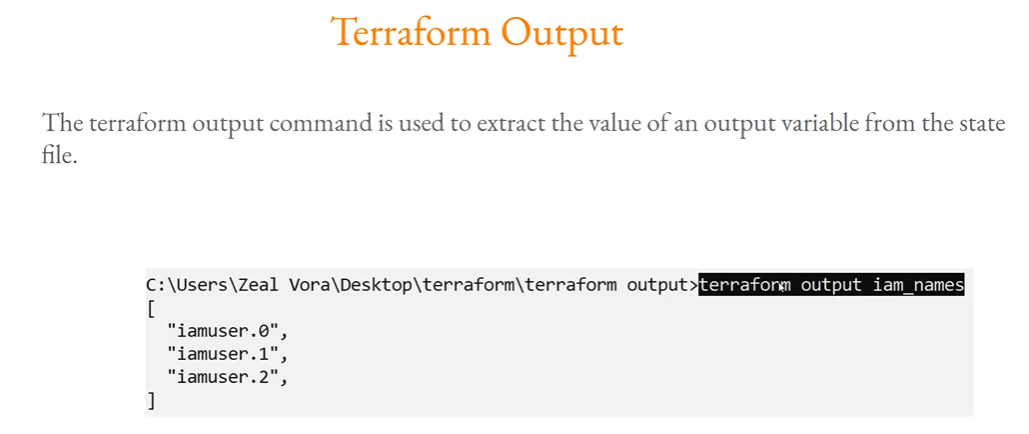 Terraform Output
The terraform output command is used to extract the value of an output variable from the state
file.
C:\Users\Zeal Vora\Desktop\terraform\terraform output>terraform output iam_names
[
  "iamuser.0",
  "iamuser.1",
  "iamuser.2",
]